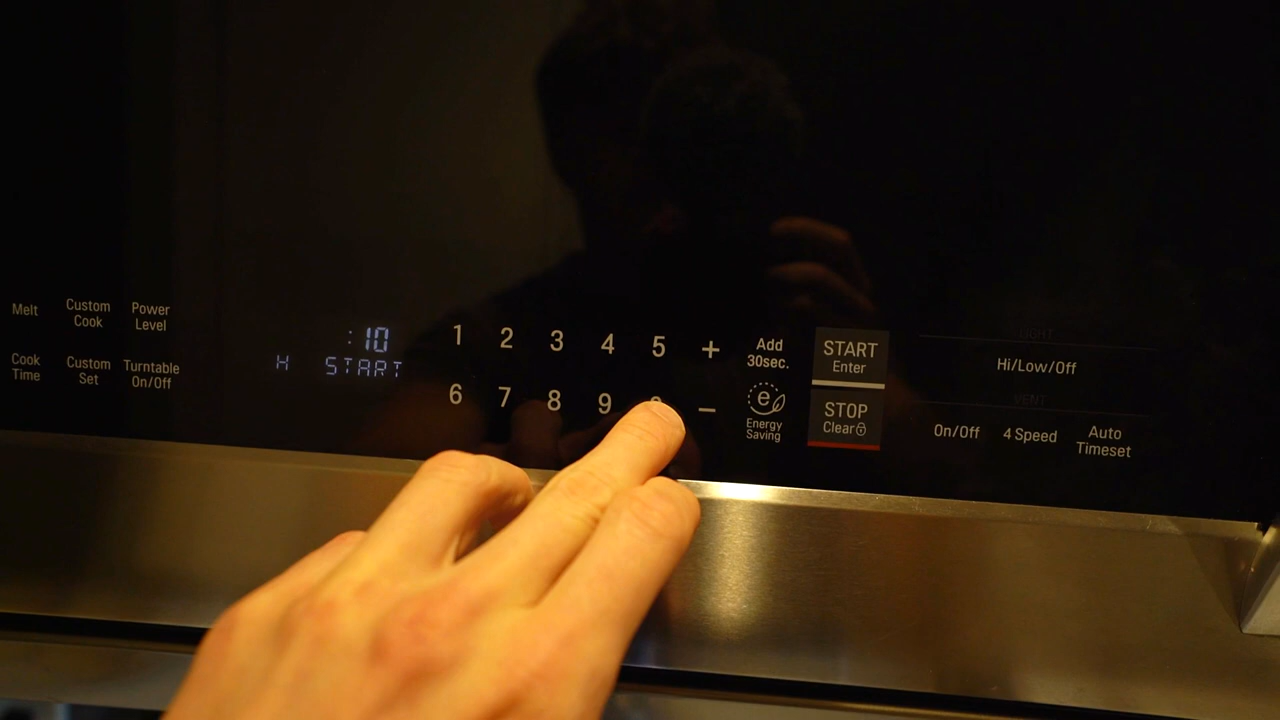 Melt
Custom
Cook
Power
Level
Cook
Time
Custom
Set
Turntable
On/Off
:10
H START
1 2 3 4 5 +
6 7 8 9 −
Add
30sec.
e
Energy
Saving
START
Enter
STOP
Clear
LIGHT
Hi/Low/Off
VENT
On/Off
4 Speed
Auto
Timeset